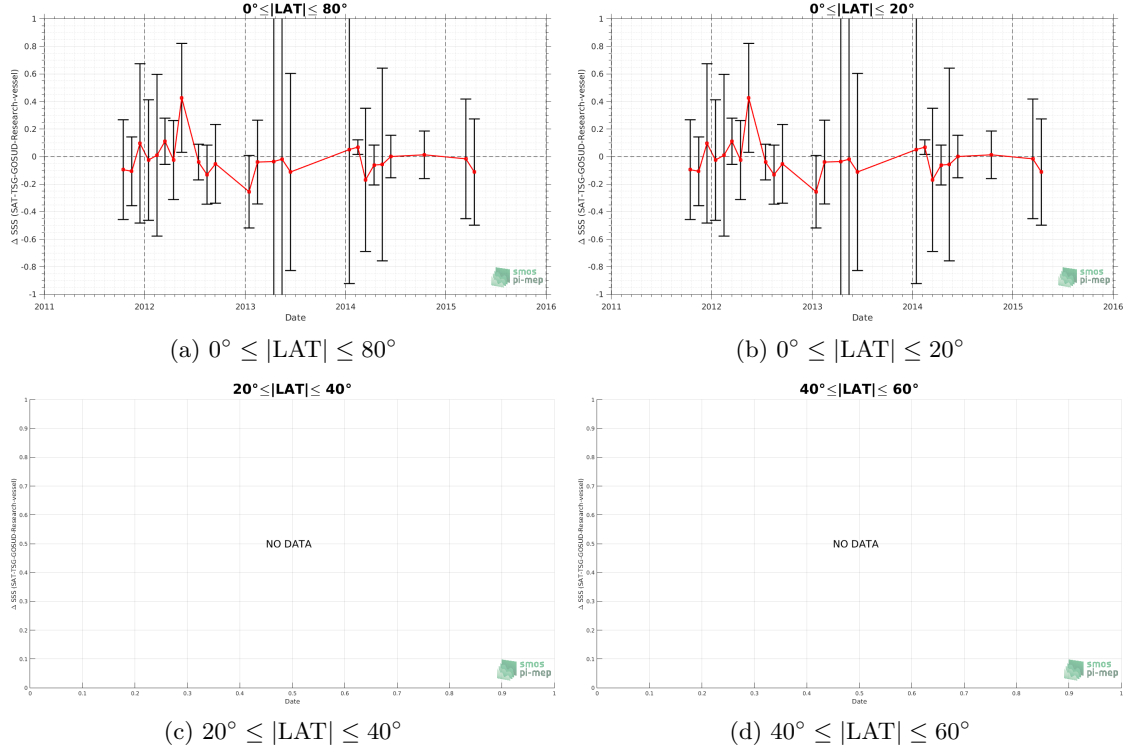 0°≤|LAT|≤ 80°
Δ SSS (SAT-TSG-GOSUD-Research-vessel)
1
0.8
0.6
0.4
0.2
0
-0.2
-0.4
-0.6
-0.8
-1
2011 2012 2013 2014 2015 2016
Date
smos
pi-mep
(a) 0° ≤ |LAT| ≤ 80°
0°≤|LAT|≤ 20°
Δ SSS (SAT-TSG-GOSUD-Research-vessel)
1
0.8
0.6
0.4
0.2
0
-0.2
-0.4
-0.6
-0.8
-1
2011 2012 2013 2014 2015 2016
Date
smos
pi-mep
(b) 0° ≤ |LAT| ≤ 20°
20°≤|LAT|≤ 40°
Δ SSS (SAT-TSG-GOSUD-Research-vessel)
1
0.9
0.8
0.7
0.6
0.5
0.4
0.3
0.2
0.1
0
NO DATA
0 0.1 0.2 0.3 0.4 0.5 0.6 0.7 0.8 0.9 1
Date
smos
pi-mep
(c) 20° ≤ |LAT| ≤ 40°
40°≤|LAT|≤ 60°
Δ SSS (SAT-TSG-GOSUD-Research-vessel)
1
0.9
0.8
0.7
0.6
0.5
0.4
0.3
0.2
0.1
0
NO DATA
0 0.1 0.2 0.3 0.4 0.5 0.6 0.7 0.8 0.9 1
Date
smos
pi-mep
(d) 40° ≤ |LAT| ≤ 60°